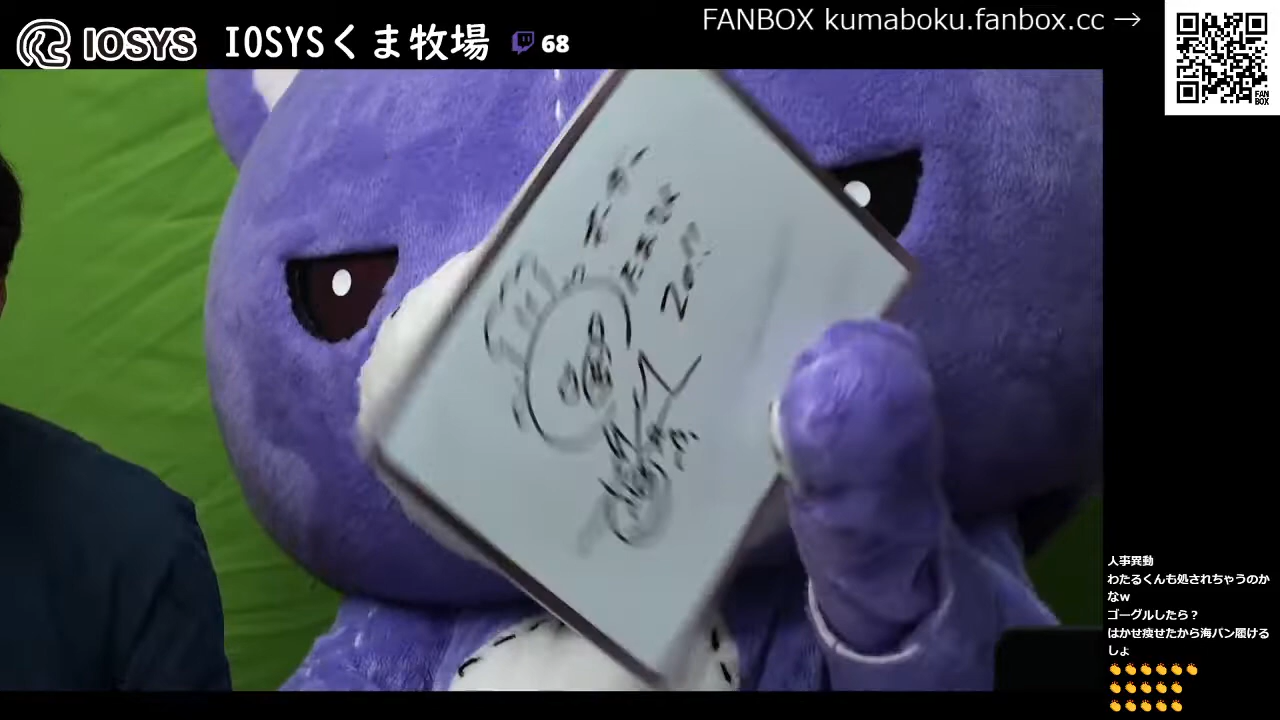 FANBOX kumaboku.fanbox.cc →
IOSYS IOSYSくま牧場 68
FAN
BOX
人事異動
わたるくんも処されちゃうのか
なw
ゴーグルしたら？
はかせ痩せたから海パン履ける
しょ
👏👏👏👏👏👏
👏👏👏👏👏
👏👏👏👏👏